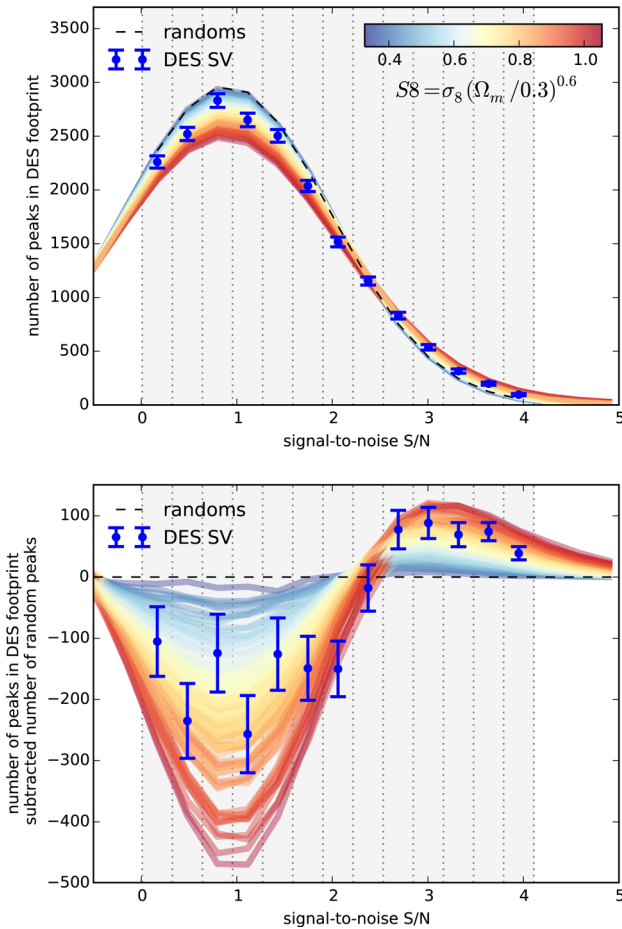 3500
3000
2500
2000
1500
1000
500
0
number of peaks in DES footprint
randoms
DES SV
0.4 0.6 0.8 1.0
S8=σ₈(Ωₘ/0.3)^0.6
0 1 2 3 4 5
signal-to-noise S/N
100
0
−100
−200
−300
−400
−500
number of peaks in DES footprint
subtracted number of random peaks
randoms
DES SV
0 1 2 3 4 5
signal-to-noise S/N